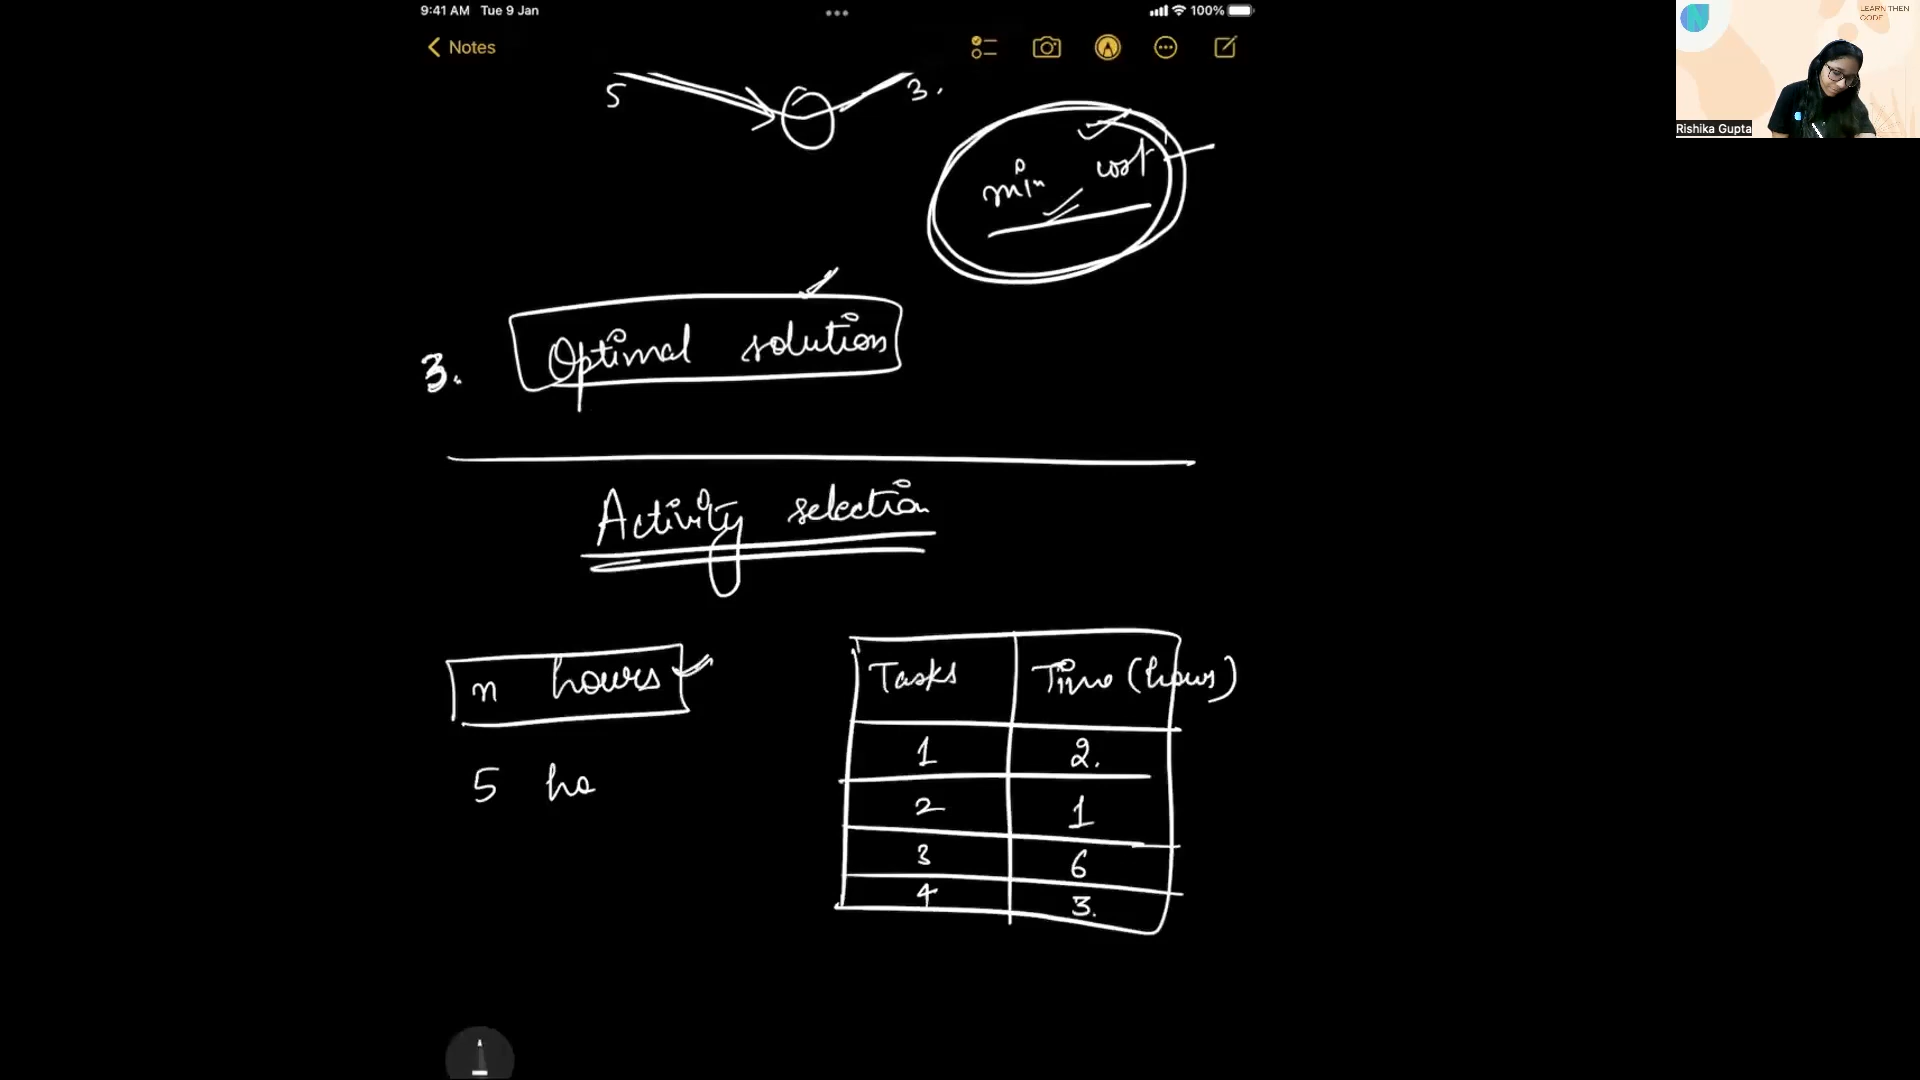 9:41 AM Tue 9 Jan
100%
LEARN THEN
CODE
Notes
5
3.
min cost
Rishika Gupta
3. Optimal solution
Activity selection
n hours
Tasks Time (hours)
1 2.
5 ho
2 1
3 6
4 3.